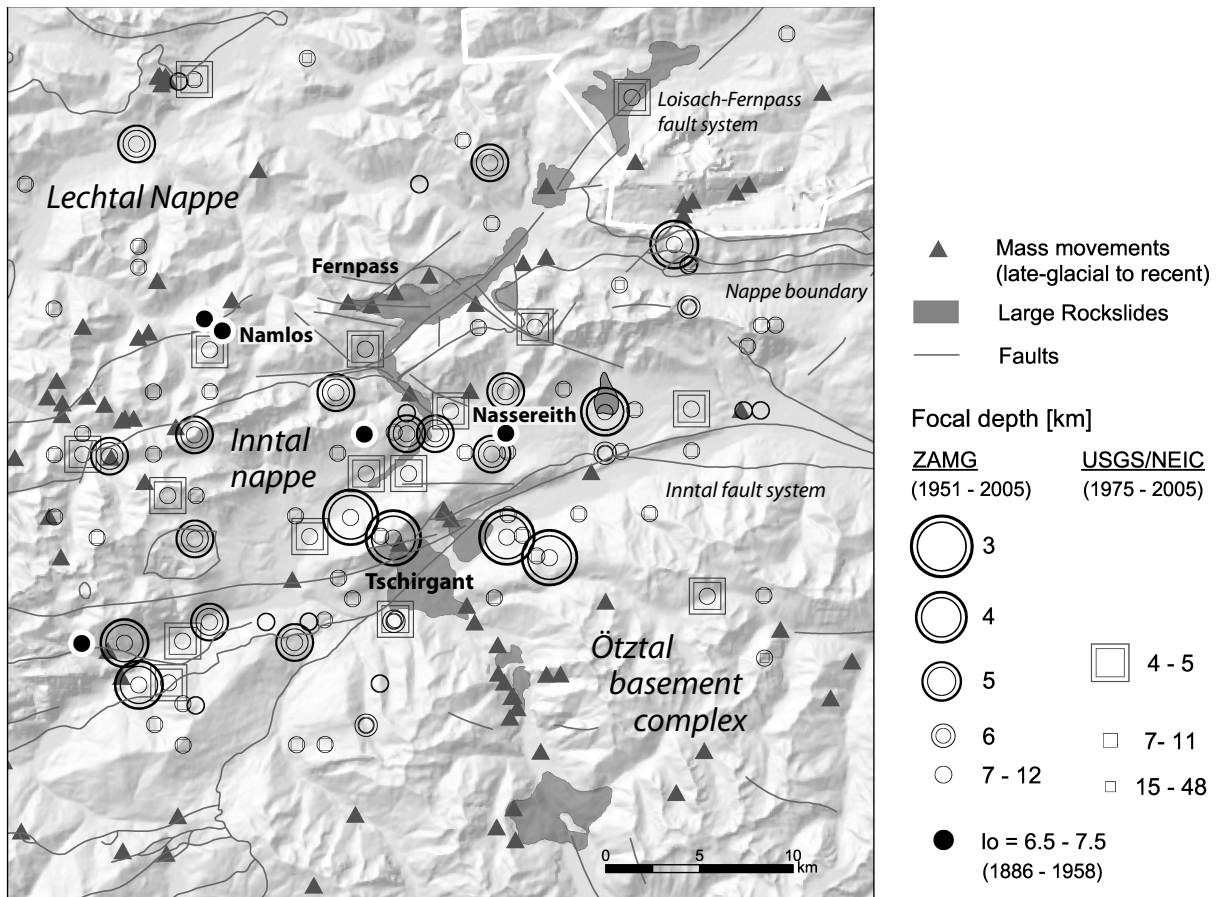 Loisach-Fernpass
fault system
Lechtal Nappe
Fernpass
Nappe boundary
Namlos
Nassereith
Inntal
nappe
Inntal fault system
Tschirgant
Ötztal
basement
complex
0 5 10
km
Mass movements
(late-glacial to recent)
Large Rockslides
Faults
Focal depth [km]
ZAMG USGS/NEIC
(1951 - 2005) (1975 - 2005)
3
4
5 4 - 5
6 7- 11
7 - 12 15 - 48
Io = 6.5 - 7.5
(1886 - 1958)